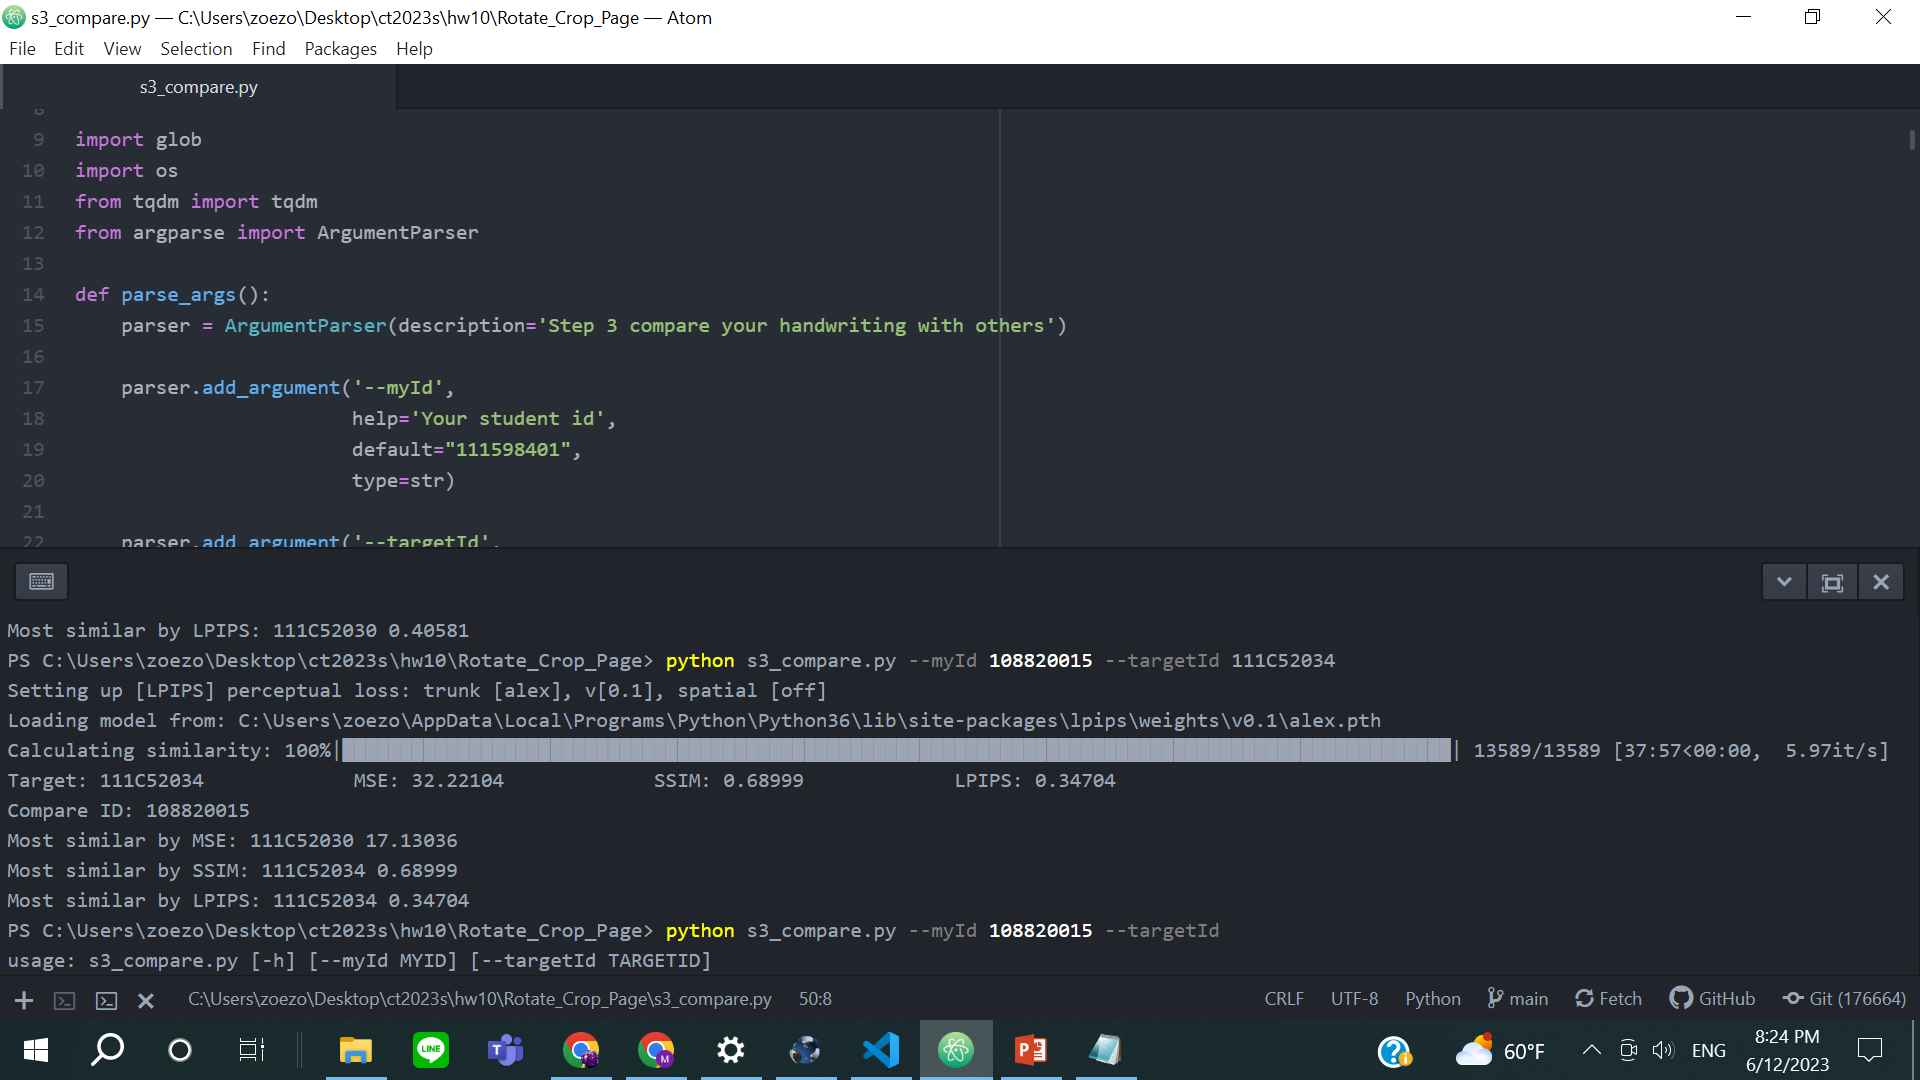 s3_compare.py — C:\Users\zoezo\Desktop\ct2023s\hw10\Rotate_Crop_Page — Atom
File Edit View Selection Find Packages Help
s3_compare.py
8
9 import glob
10 import os
11 from tqdm import tqdm
12 from argparse import ArgumentParser
13
14 def parse_args():
15 parser = ArgumentParser(description='Step 3 compare your handwriting with others')
16
17 parser.add_argument('--myId',
18 help='Your student id',
19 default="111598401",
20 type=str)
21
22 parser.add_argument('--targetId',
Most similar by LPIPS: 111C52030 0.40581
PS C:\Users\zoezo\Desktop\ct2023s\hw10\Rotate_Crop_Page> python s3_compare.py --myId 108820015 --targetId 111C52034
Setting up [LPIPS] perceptual loss: trunk [alex], v[0.1], spatial [off]
Loading model from: C:\Users\zoezo\AppData\Local\Programs\Python\Python36\lib\site-packages\lpips\weights\v0.1\alex.pth
Calculating similarity: 100%| | 13589/13589 [37:57<00:00, 5.97it/s]
Target: 111C52034 MSE: 32.22104 SSIM: 0.68999 LPIPS: 0.34704
Compare ID: 108820015
Most similar by MSE: 111C52030 17.13036
Most similar by SSIM: 111C52034 0.68999
Most similar by LPIPS: 111C52034 0.34704
PS C:\Users\zoezo\Desktop\ct2023s\hw10\Rotate_Crop_Page> python s3_compare.py --myId 108820015 --targetId
usage: s3_compare.py [-h] [--myId MYID] [--targetId TARGETID]
C:\Users\zoezo\Desktop\ct2023s\hw10\Rotate_Crop_Page\s3_compare.py 50:8 CRLF UTF-8 Python main Fetch GitHub Git (176664)
LINE
60°F ENG 8:24 PM
6/12/2023